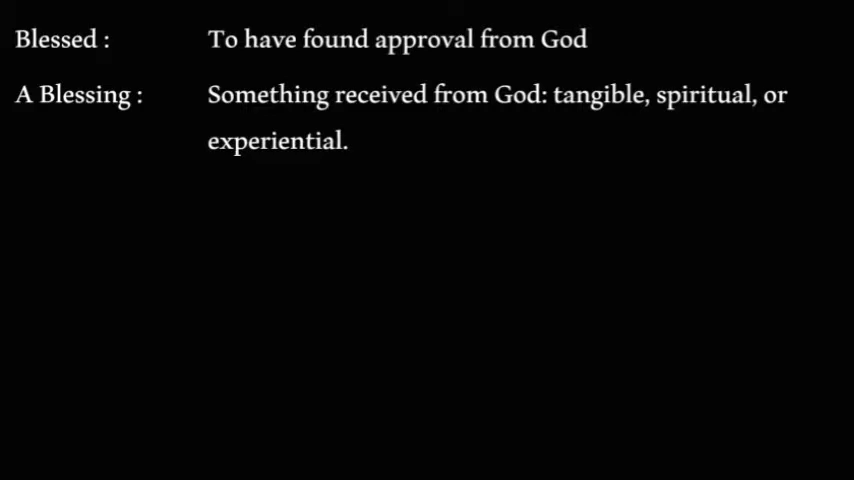 Blessed : To have found approval from God
A Blessing : Something received from God: tangible, spiritual, or
experiential.